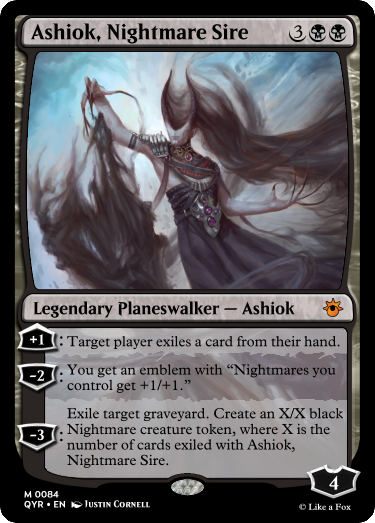 Ashiok, Nightmare Sire 3
Legendary Planeswalker — Ashiok
+1: Target player exiles a card from their hand.
-2: You get an emblem with “Nightmares you
control get +1/+1.”
Exile target graveyard. Create an X/X black
-3: Nightmare creature token, where X is the
number of cards exiled with Ashiok,
Nightmare Sire.
4
M 0084
QYR • EN Justin Cornell
© Like a Fox